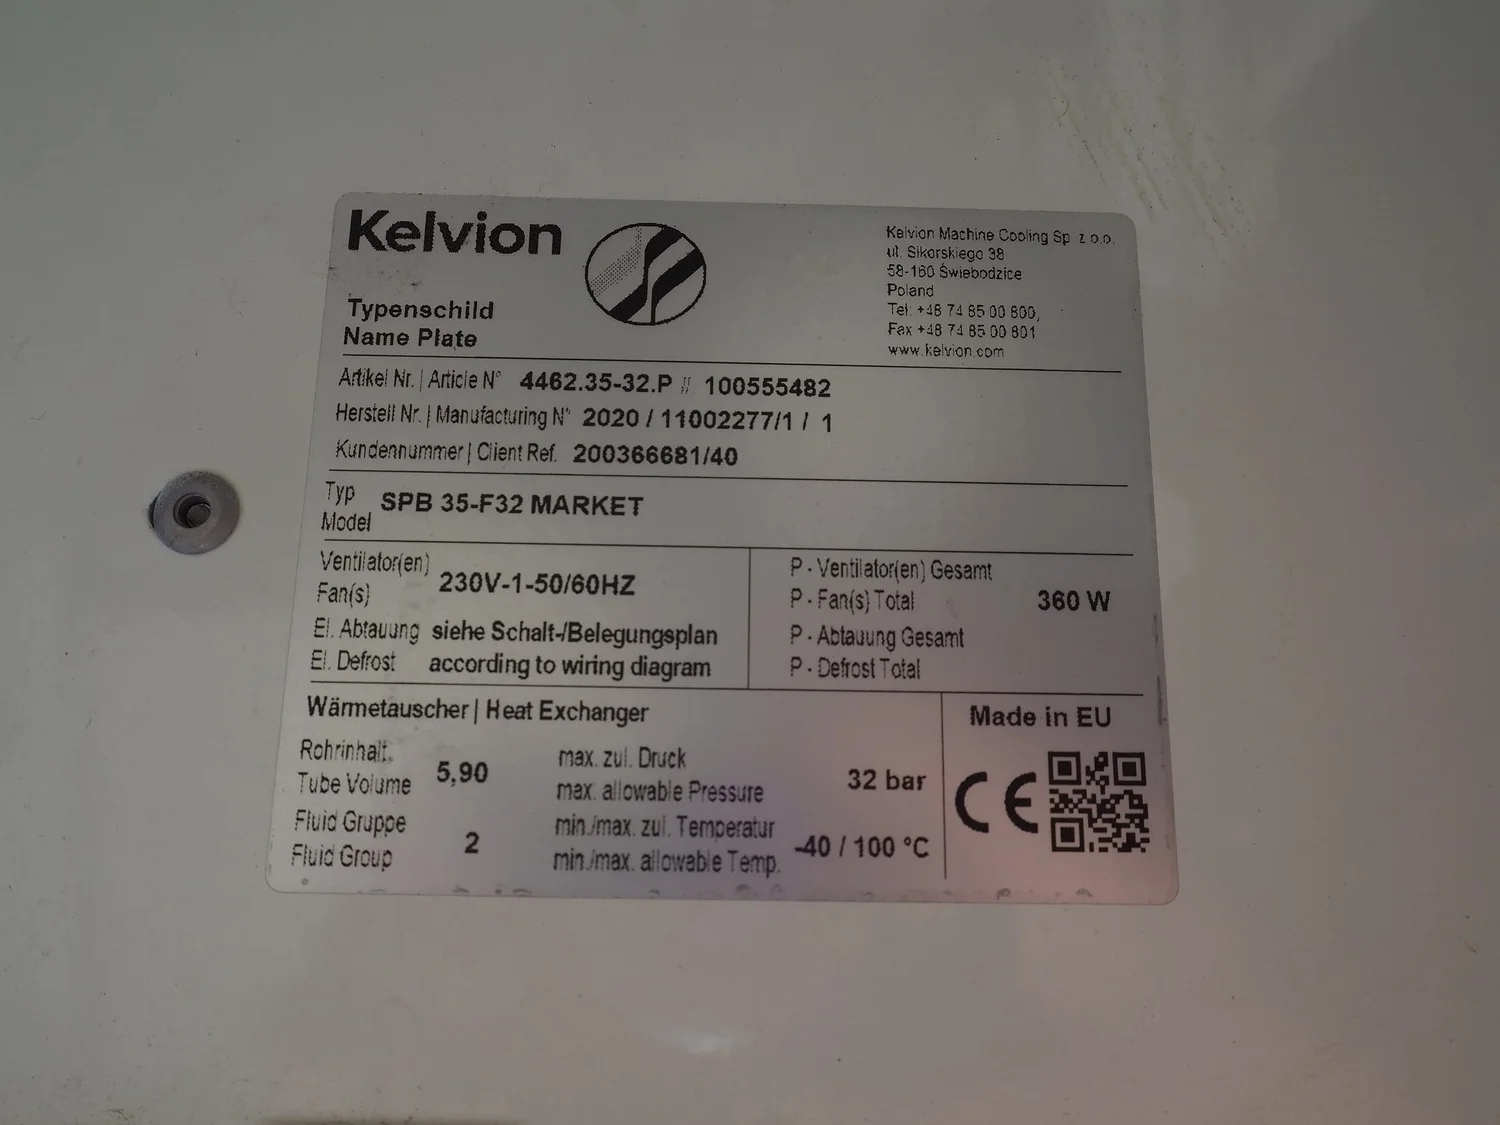 Kelvion
Kelvion Machine Cooling Sp. z o.o.
ul. Sikorskiego 38
58-160 Świebodzice
Poland
Tel: +48 74 85 00 800,
Fax +48 74 85 00 801
www.kelvion.com
Typenschild
Name Plate
Artikel Nr. | Article N° 4462.35-32.P // 100555482
Herstell Nr. | Manufacturing N° 2020 / 11002277/1 / 1
Kundennummer | Client Ref. 200366681/40
Typ
Model SPB 35-F32 MARKET
Ventilator(en)
Fan(s) 230V-1-50/60HZ
El. Abtauung siehe Schalt-/Belegungsplan
El. Defrost according to wiring diagram
P - Ventilator(en) Gesamt
P - Fan(s) Total 360 W
P - Abtauung Gesamt
P - Defrost Total
Wärmetauscher | Heat Exchanger
Rohrinhalt.
Tube Volume 5,90
Fluid Gruppe
Fluid Group 2
max. zul. Druck
max. allowable Pressure 32 bar
min./max. zul. Temperatur
min./max. allowable Temp. -40 / 100 °C
Made in EU
CE